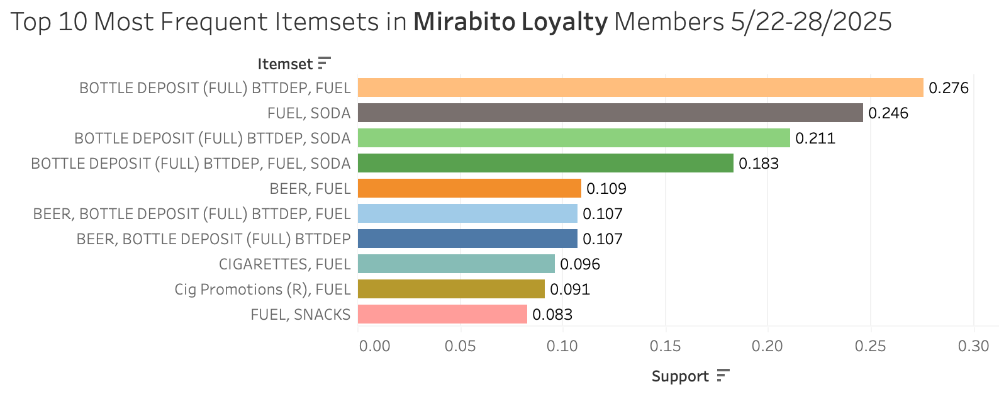 Top 10 Most Frequent Itemsets in Mirabito Loyalty Members 5/22-28/2025
Itemset
BOTTLE DEPOSIT (FULL) BTTDEP, FUEL 0.276
FUEL, SODA 0.246
BOTTLE DEPOSIT (FULL) BTTDEP, SODA 0.211
BOTTLE DEPOSIT (FULL) BTTDEP, FUEL, SODA 0.183
BEER, FUEL 0.109
BEER, BOTTLE DEPOSIT (FULL) BTTDEP, FUEL 0.107
BEER, BOTTLE DEPOSIT (FULL) BTTDEP 0.107
CIGARETTES, FUEL 0.096
Cig Promotions (R), FUEL 0.091
FUEL, SNACKS 0.083
0.00 0.05 0.10 0.15 0.20 0.25 0.30
Support